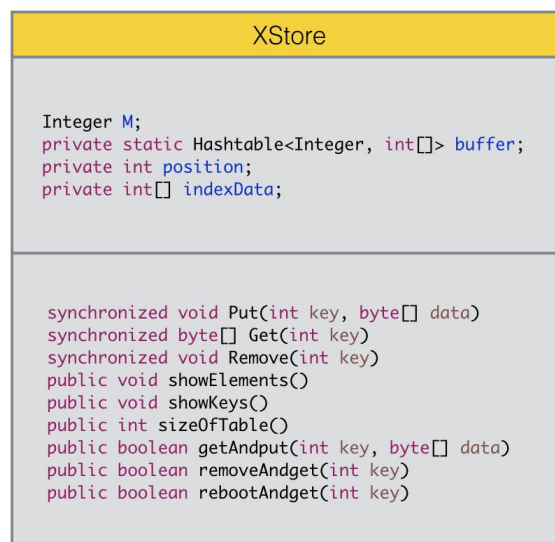 XStore
Integer M;
private static Hashtable<Integer, int[]> buffer;
private int position;
private int[] indexData;
synchronized void Put(int key, byte[] data)
synchronized byte[] Get(int key)
synchronized void Remove(int key)
public void showElements()
public void showKeys()
public int sizeOfTable()
public boolean getAndput(int key, byte[] data)
public boolean removeAndget(int key)
public boolean rebootAndget(int key)